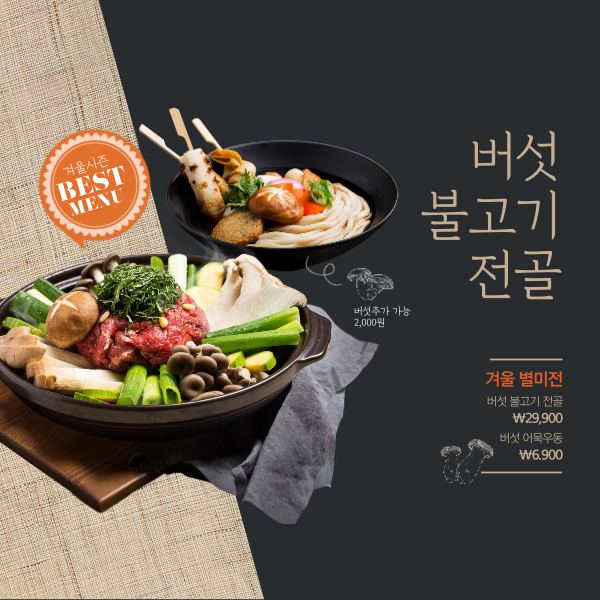 겨울시즌
BEST
MENU
버섯
불고기
전골
버섯추가 가능
2,000원
겨울 별미전
버섯 불고기 전골
₩29,900
버섯 어묵우동
₩6.900